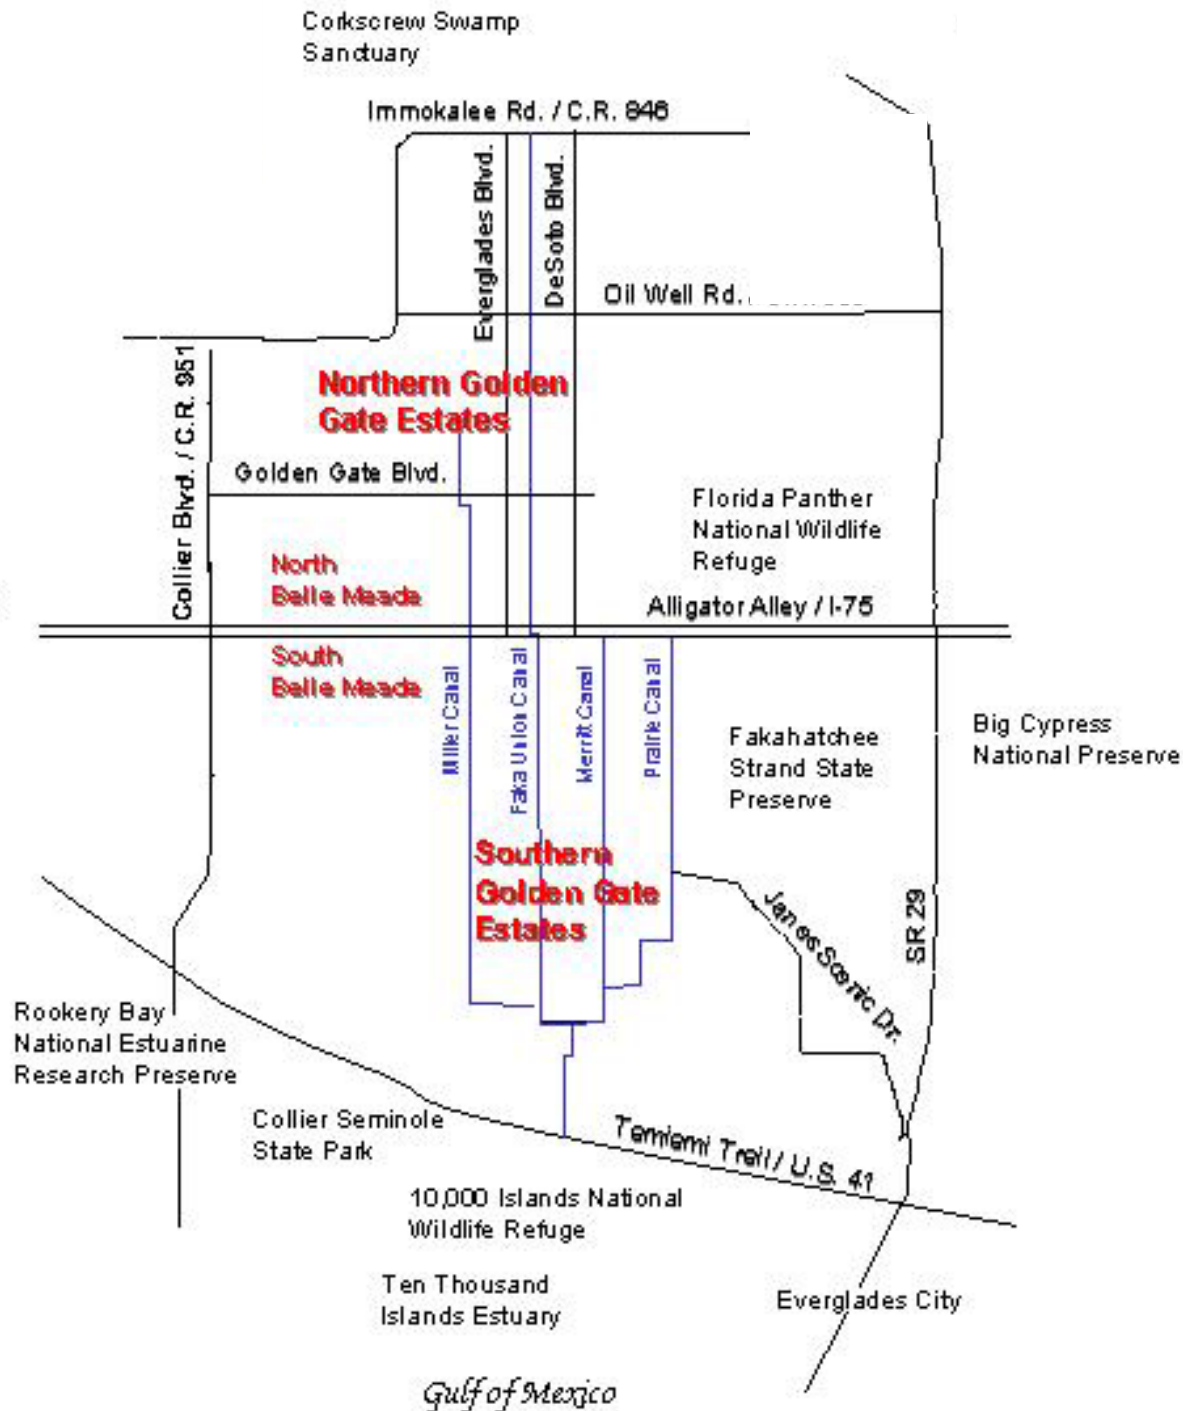 Corkscrew Swamp
Sanctuary
Immokalee Rd. / C.R. 846
Everglades Blvd.
DeSoto Blvd.
Oil Well Rd.
Collier Blvd. / C.R. 951
Northern Golden
Gate Estates
Golden Gate Blvd.
Florida Panther
National Wildlife
Refuge
North
Belle Meade
Alligator Alley / I-75
South
Belle Meade
Miller Canal
Faka Union Canal
Merritt Canal
Prairie Canal
Fakahatchee
Strand State
Preserve
Big Cypress
National Preserve
Southern
Golden Gate
Estates
Janes Scenic Dr.
SR 29
Rookery Bay
National Estuarine
Research Preserve
Collier Seminole
State Park
Tamiami Trail / U.S. 41
10,000 Islands National
Wildlife Refuge
Ten Thousand
Islands Estuary
Everglades City
Gulf of Mexico